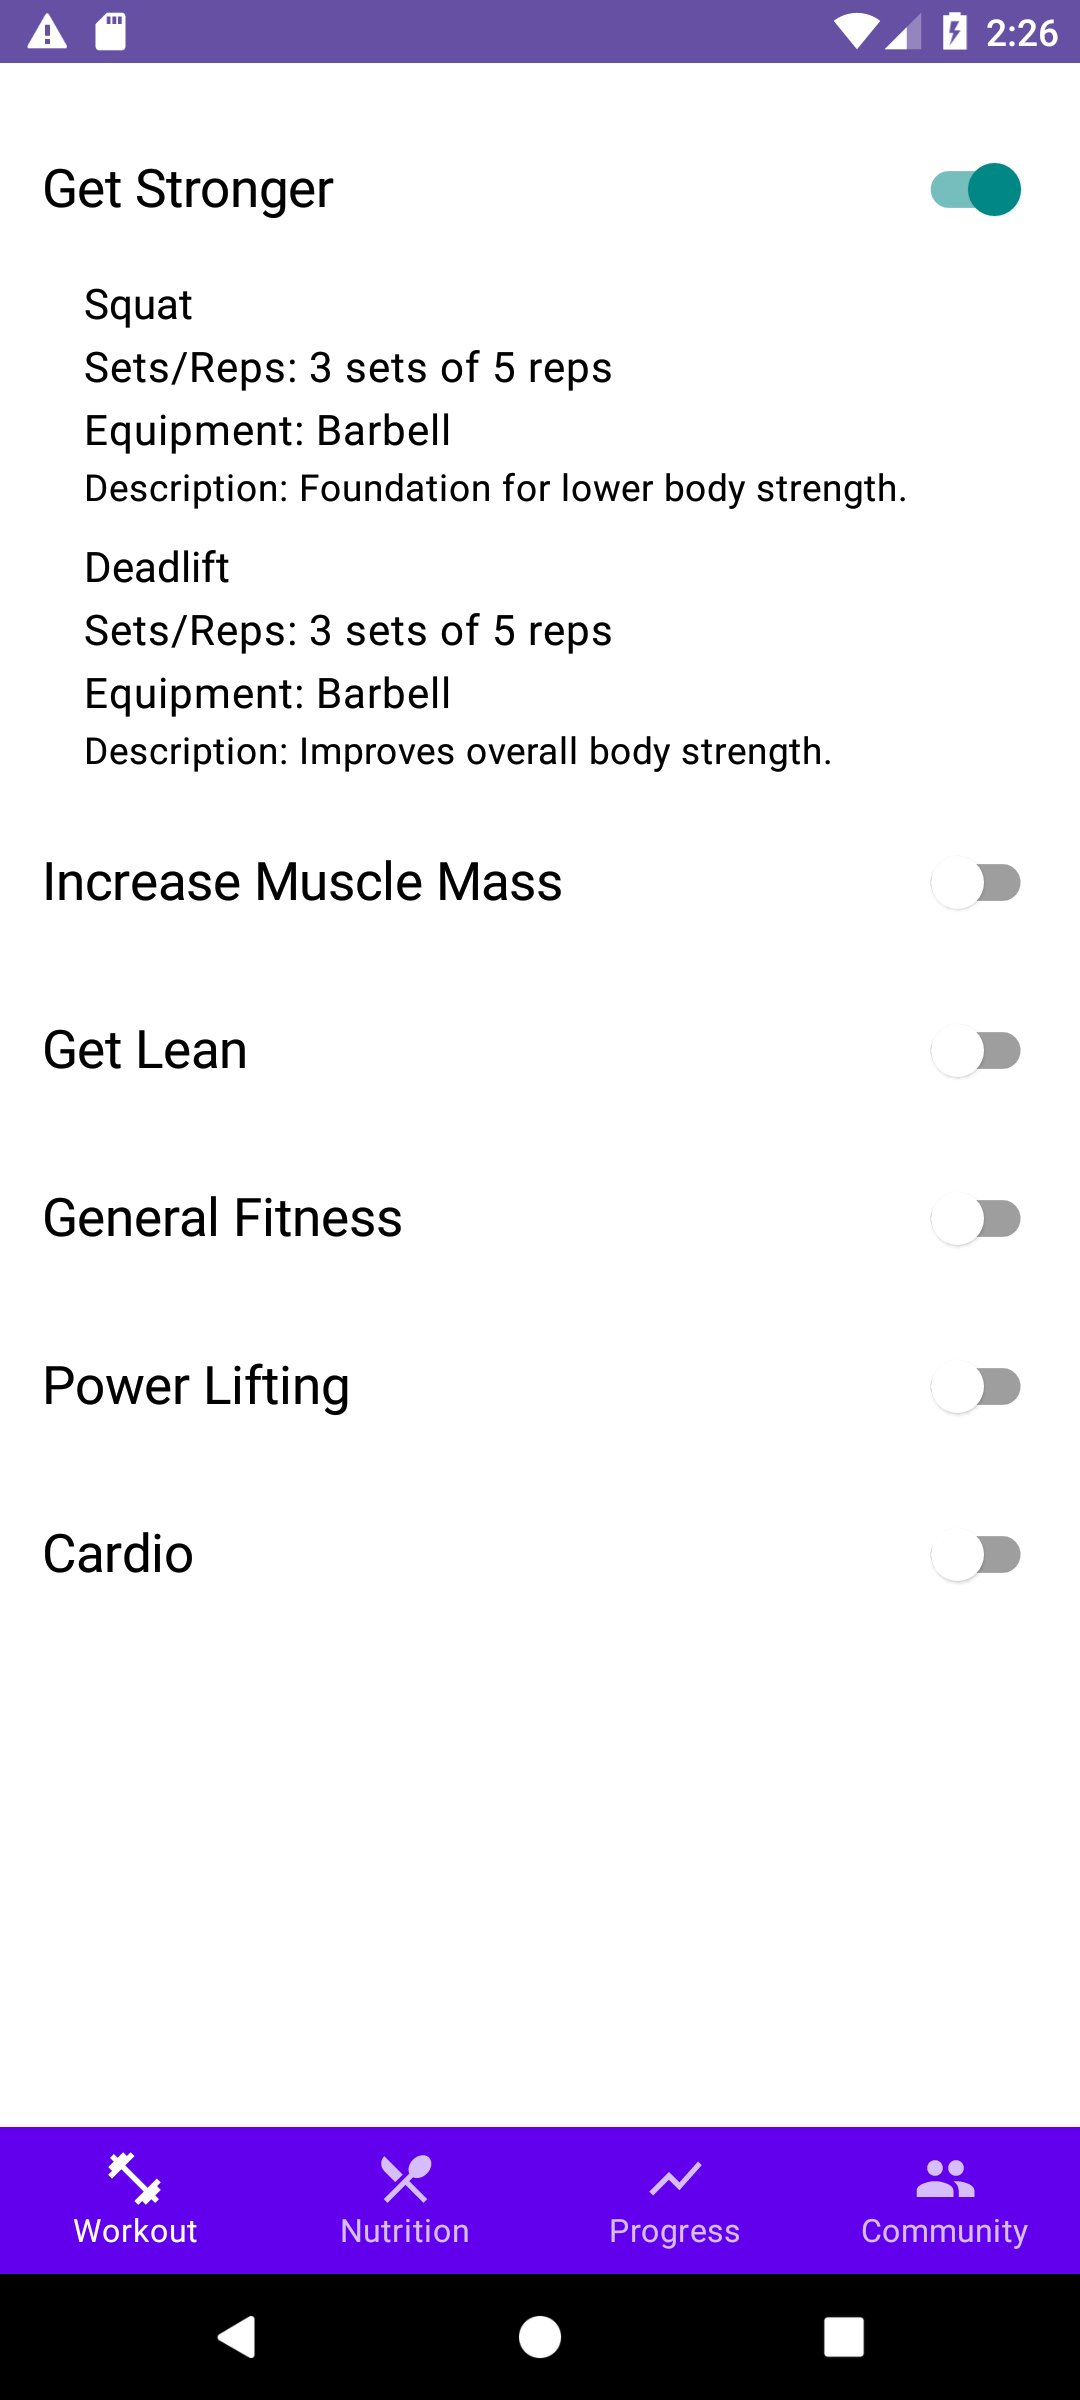 2:26
Get Stronger
Squat
Sets/Reps: 3 sets of 5 reps
Equipment: Barbell
Description: Foundation for lower body strength.
Deadlift
Sets/Reps: 3 sets of 5 reps
Equipment: Barbell
Description: Improves overall body strength.
Increase Muscle Mass
Get Lean
General Fitness
Power Lifting
Cardio
Workout Nutrition Progress Community